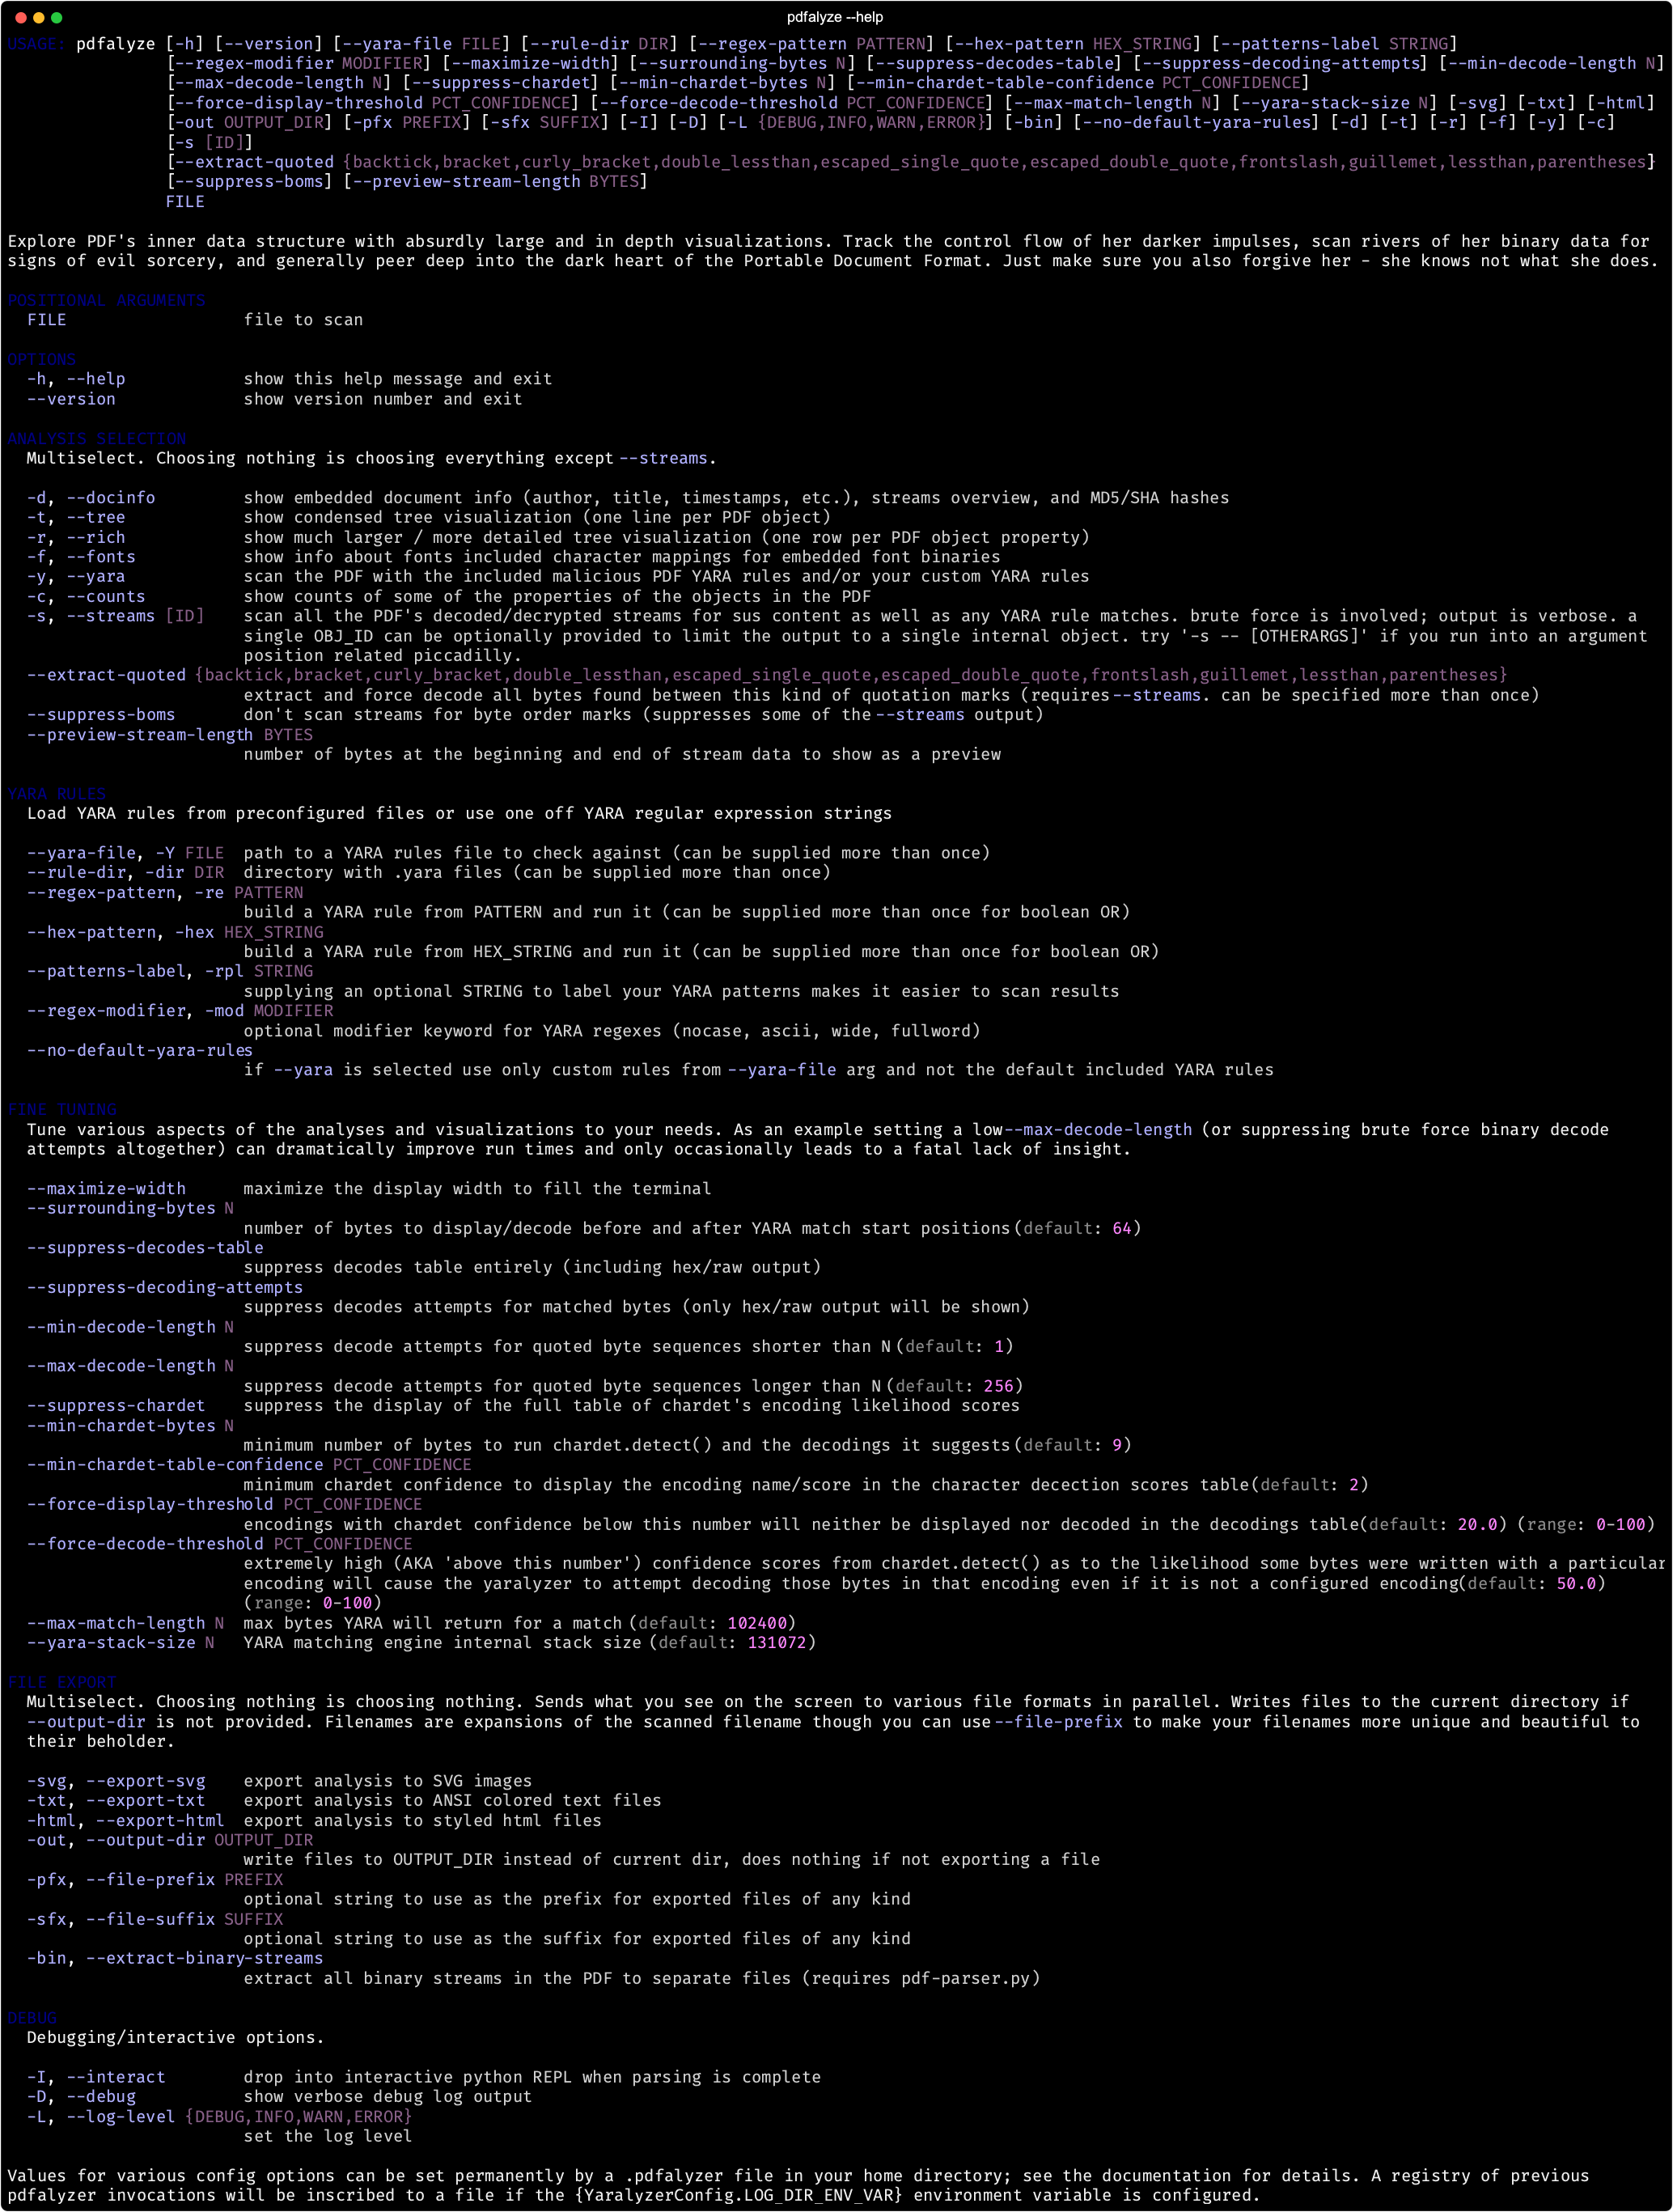 pdfalyze --help
USAGE: pdfalyze [-h] [--version] [--yara-file FILE] [--rule-dir DIR] [--regex-pattern PATTERN] [--hex-pattern HEX_STRING] [--patterns-label STRING]
[--regex-modifier MODIFIER] [--maximize-width] [--surrounding-bytes N] [--suppress-decodes-table] [--suppress-decoding-attempts] [--min-decode-length N]
[--max-decode-length N] [--suppress-chardet] [--min-chardet-bytes N] [--min-chardet-table-confidence PCT_CONFIDENCE]
[--force-display-threshold PCT_CONFIDENCE] [--force-decode-threshold PCT_CONFIDENCE] [--max-match-length N] [--yara-stack-size N] [-svg] [-txt] [-html]
[-out OUTPUT_DIR] [-pfx PREFIX] [-sfx SUFFIX] [-I] [-D] [-L {DEBUG,INFO,WARN,ERROR}] [-bin] [--no-default-yara-rules] [-d] [-t] [-r] [-f] [-y] [-c]
[-s [ID]]
[--extract-quoted {backtick,bracket,curly_bracket,double_lessthan,escaped_single_quote,escaped_double_quote,frontslash,guillemet,lessthan,parentheses}
[--suppress-boms] [--preview-stream-length BYTES]
FILE
Explore PDF's inner data structure with absurdly large and in depth visualizations. Track the control flow of her darker impulses, scan rivers of her binary data for
signs of evil sorcery, and generally peer deep into the dark heart of the Portable Document Format. Just make sure you also forgive her - she knows not what she does.
POSITIONAL ARGUMENTS
FILE file to scan
OPTIONS
-h, --help show this help message and exit
--version show version number and exit
ANALYSIS SELECTION
Multiselect. Choosing nothing is choosing everything except --streams.
-d, --docinfo show embedded document info (author, title, timestamps, etc.), streams overview, and MD5/SHA hashes
-t, --tree show condensed tree visualization (one line per PDF object)
-r, --rich show much larger / more detailed tree visualization (one row per PDF object property)
-f, --fonts show info about fonts included character mappings for embedded font binaries
-y, --yara scan the PDF with the included malicious PDF YARA rules and/or your custom YARA rules
-c, --counts show counts of some of the properties of the objects in the PDF
-s, --streams [ID] scan all the PDF's decoded/decrypted streams for sus content as well as any YARA rule matches. brute force is involved; output is verbose. a
single OBJ_ID can be optionally provided to limit the output to a single internal object. try '-s -- [OTHERARGS]' if you run into an argument
position related piccadilly.
--extract-quoted {backtick,bracket,curly_bracket,double_lessthan,escaped_single_quote,escaped_double_quote,frontslash,guillemet,lessthan,parentheses}
extract and force decode all bytes found between this kind of quotation marks (requires --streams. can be specified more than once)
--suppress-boms don't scan streams for byte order marks (suppresses some of the --streams output)
--preview-stream-length BYTES
number of bytes at the beginning and end of stream data to show as a preview
YARA RULES
Load YARA rules from preconfigured files or use one off YARA regular expression strings
--yara-file, -Y FILE path to a YARA rules file to check against (can be supplied more than once)
--rule-dir, -dir DIR directory with .yara files (can be supplied more than once)
--regex-pattern, -re PATTERN
build a YARA rule from PATTERN and run it (can be supplied more than once for boolean OR)
--hex-pattern, -hex HEX_STRING
build a YARA rule from HEX_STRING and run it (can be supplied more than once for boolean OR)
--patterns-label, -rpl STRING
supplying an optional STRING to label your YARA patterns makes it easier to scan results
--regex-modifier, -mod MODIFIER
optional modifier keyword for YARA regexes (nocase, ascii, wide, fullword)
--no-default-yara-rules
if --yara is selected use only custom rules from --yara-file arg and not the default included YARA rules
FINE TUNING
Tune various aspects of the analyses and visualizations to your needs. As an example setting a low --max-decode-length (or suppressing brute force binary decode
attempts altogether) can dramatically improve run times and only occasionally leads to a fatal lack of insight.
--maximize-width maximize the display width to fill the terminal
--surrounding-bytes N
number of bytes to display/decode before and after YARA match start positions (default: 64)
--suppress-decodes-table
suppress decodes table entirely (including hex/raw output)
--suppress-decoding-attempts
suppress decodes attempts for matched bytes (only hex/raw output will be shown)
--min-decode-length N
suppress decode attempts for quoted byte sequences shorter than N (default: 1)
--max-decode-length N
suppress decode attempts for quoted byte sequences longer than N (default: 256)
--suppress-chardet suppress the display of the full table of chardet's encoding likelihood scores
--min-chardet-bytes N
minimum number of bytes to run chardet.detect() and the decodings it suggests (default: 9)
--min-chardet-table-confidence PCT_CONFIDENCE
minimum chardet confidence to display the encoding name/score in the character decection scores table (default: 2)
--force-display-threshold PCT_CONFIDENCE
encodings with chardet confidence below this number will neither be displayed nor decoded in the decodings table (default: 20.0) (range: 0-100)
--force-decode-threshold PCT_CONFIDENCE
extremely high (AKA 'above this number') confidence scores from chardet.detect() as to the likelihood some bytes were written with a particular
encoding will cause the yaralyzer to attempt decoding those bytes in that encoding even if it is not a configured encoding (default: 50.0)
(range: 0-100)
--max-match-length N max bytes YARA will return for a match (default: 102400)
--yara-stack-size N YARA matching engine internal stack size (default: 131072)
FILE EXPORT
Multiselect. Choosing nothing is choosing nothing. Sends what you see on the screen to various file formats in parallel. Writes files to the current directory if
--output-dir is not provided. Filenames are expansions of the scanned filename though you can use --file-prefix to make your filenames more unique and beautiful to
their beholder.
-svg, --export-svg export analysis to SVG images
-txt, --export-txt export analysis to ANSI colored text files
-html, --export-html export analysis to styled html files
-out, --output-dir OUTPUT_DIR
write files to OUTPUT_DIR instead of current dir, does nothing if not exporting a file
-pfx, --file-prefix PREFIX
optional string to use as the prefix for exported files of any kind
-sfx, --file-suffix SUFFIX
optional string to use as the suffix for exported files of any kind
-bin, --extract-binary-streams
extract all binary streams in the PDF to separate files (requires pdf-parser.py)
DEBUG
Debugging/interactive options.
-I, --interact drop into interactive python REPL when parsing is complete
-D, --debug show verbose debug log output
-L, --log-level {DEBUG,INFO,WARN,ERROR}
set the log level
Values for various config options can be set permanently by a .pdfalyzer file in your home directory; see the documentation for details. A registry of previous
pdfalyzer invocations will be inscribed to a file if the {YaralyzerConfig.LOG_DIR_ENV_VAR} environment variable is configured.